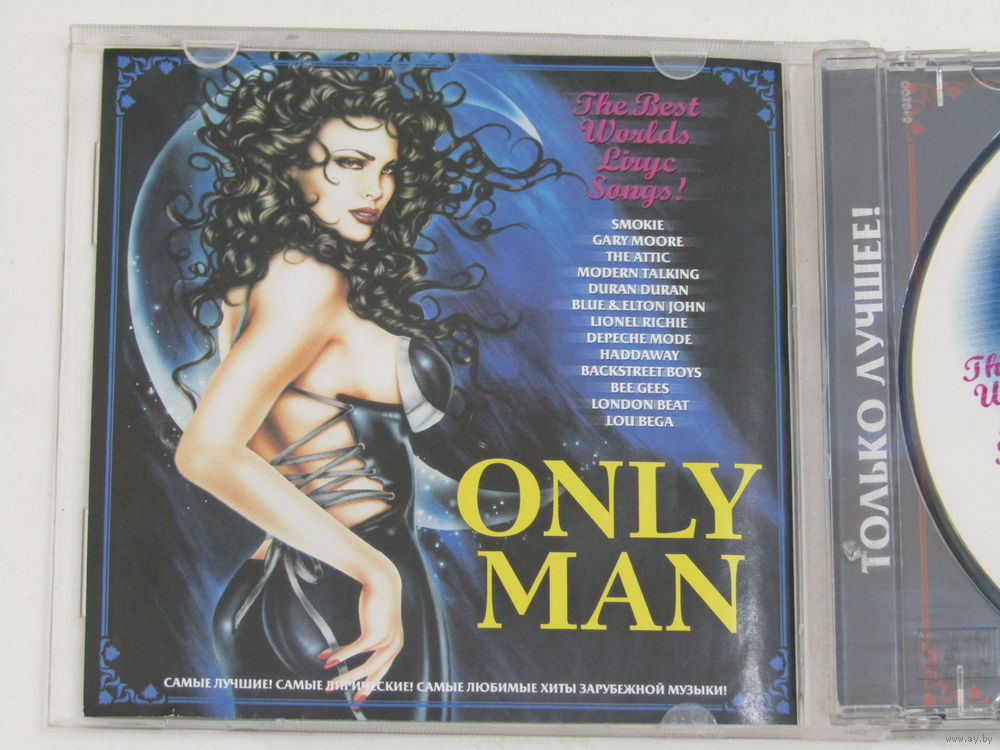 The Best
Worlds
Liryc
Songs!
SMOKIE
GARY MOORE
THE ATTIC
MODERN TALKING
DURAN DURAN
BLUE & ELTON JOHN
LIONEL RICHIE
DEPECHE MODE
HADDAWAY
BACKSTREET BOYS
BEE GEES
LONDON BEAT
LOU BEGA
ONLY
MAN
САМЫЕ ЛУЧШИЕ! САМЫЕ ЛИРИЧЕСКИЕ! САМЫЕ ЛЮБИМЫЕ ХИТЫ ЗАРУБЕЖНОЙ МУЗЫКИ!
ТОЛЬКО ЛУЧШЕЕ!
Th
W
www.ay.by